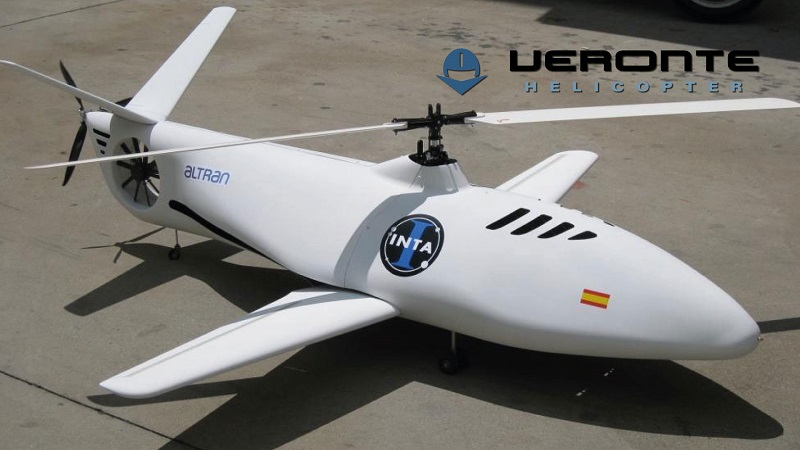 VERONTE
HELICOPTER
aLTRan
INTA